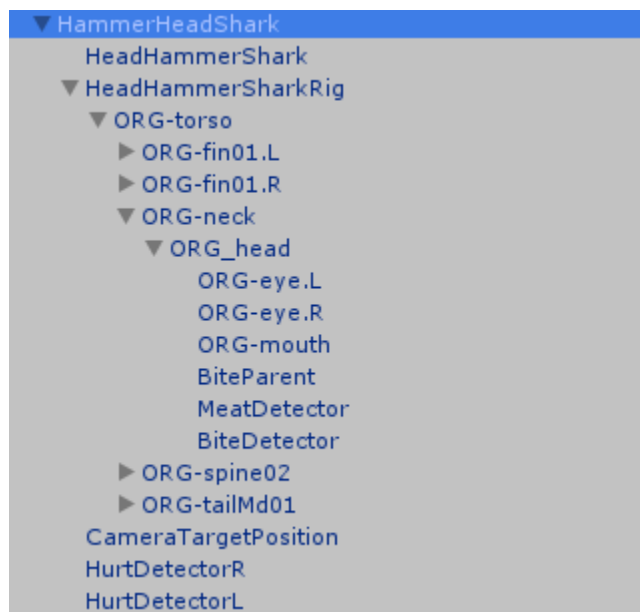 HammerHeadShark
HeadHammerShark
HeadHammerSharkRig
ORG-torso
ORG-fin01.L
ORG-fin01.R
ORG-neck
ORG_head
ORG-eye.L
ORG-eye.R
ORG-mouth
BiteParent
MeatDetector
BiteDetector
ORG-spine02
ORG-tailMd01
CameraTargetPosition
HurtDetectorR
HurtDetectorL